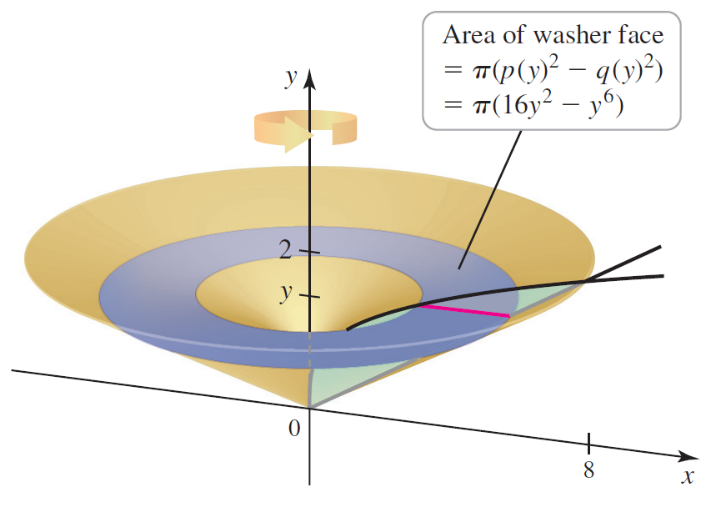 Area of washer face
= π(p(y)² − q(y)²)
= π(16y² − y⁶)
y
2
y
0
8
x